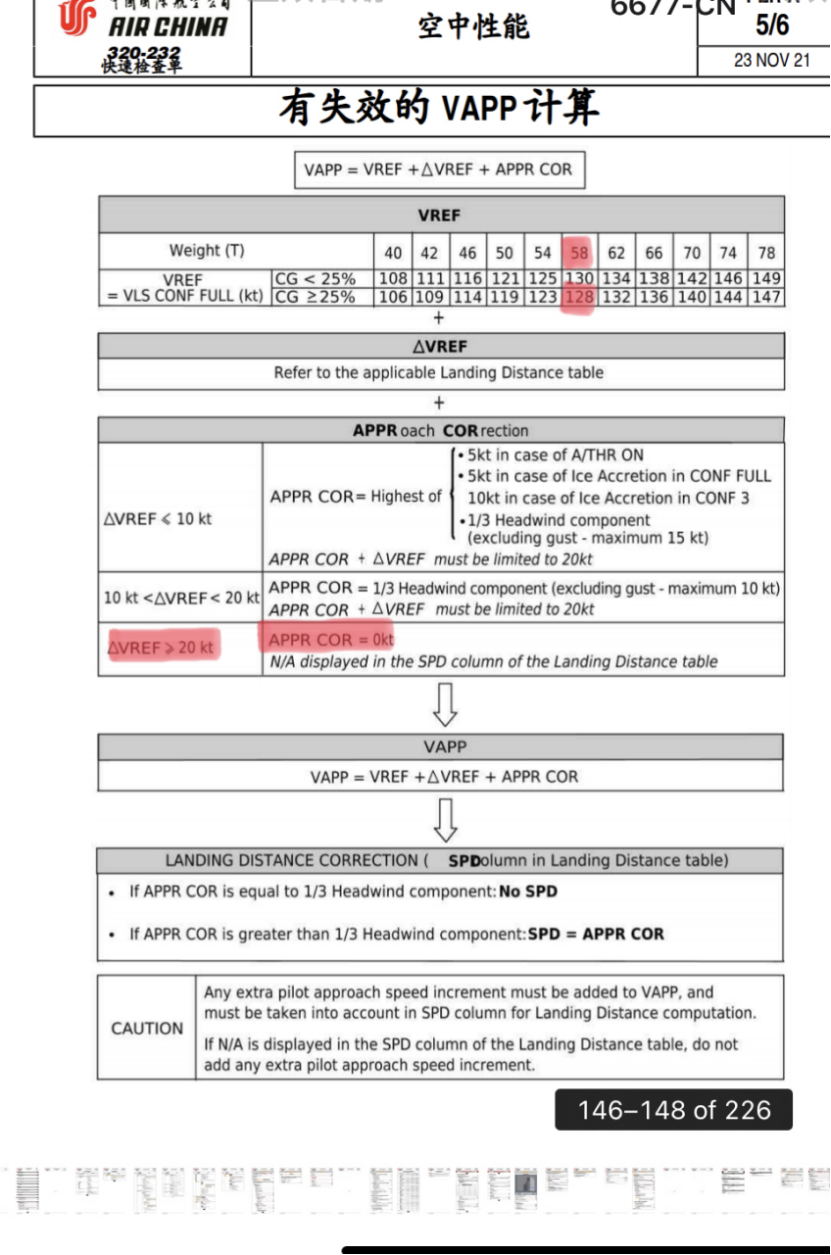 AIR CHINA
320-232
快速检查单
空中性能
6677-CN
5/6
23 NOV 21
有失效的 VAPP 计算
VAPP = VREF +△VREF + APPR COR
VREF
Weight (T) 40 42 46 50 54 58 62 66 70 74 78
VREF = VLS CONF FULL (kt)
CG < 25% 108 111 116 121 125 130 134 138 142 146 149
CG ≥25% 106 109 114 119 123 128 132 136 140 144 147
+
△VREF
Refer to the applicable Landing Distance table
+
APPR oach COR rection
△VREF ⩽ 10 kt
APPR COR= Highest of
• 5kt in case of A/THR ON
• 5kt in case of Ice Accretion in CONF FULL
10kt in case of Ice Accretion in CONF 3
• 1/3 Headwind component
(excluding gust - maximum 15 kt)
APPR COR + △VREF must be limited to 20kt
10 kt <△VREF< 20 kt
APPR COR = 1/3 Headwind component (excluding gust - maximum 10 kt)
APPR COR + △VREF must be limited to 20kt
△VREF ⩾ 20 kt
APPR COR = 0kt
N/A displayed in the SPD column of the Landing Distance table
VAPP
VAPP = VREF +△VREF + APPR COR
LANDING DISTANCE CORRECTION ( SPDolumn in Landing Distance table)
• If APPR COR is equal to 1/3 Headwind component: No SPD
• If APPR COR is greater than 1/3 Headwind component: SPD = APPR COR
CAUTION
Any extra pilot approach speed increment must be added to VAPP, and
must be taken into account in SPD column for Landing Distance computation.
If N/A is displayed in the SPD column of the Landing Distance table, do not
add any extra pilot approach speed increment.
146–148 of 226